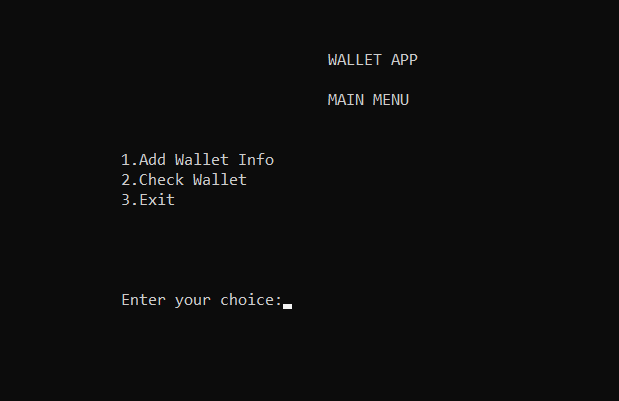 WALLET APP
MAIN MENU
1.Add Wallet Info
2.Check Wallet
3.Exit
Enter your choice: